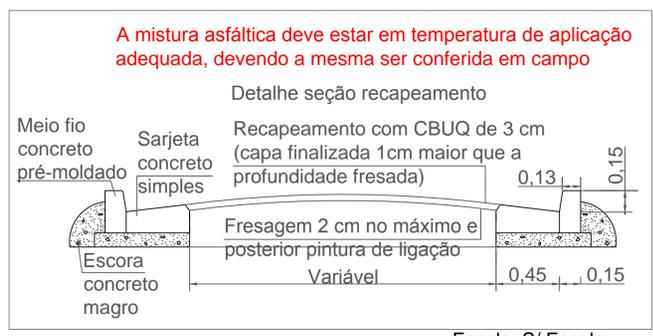 A mistura asfáltica deve estar em temperatura de aplicação
adequada, devendo a mesma ser conferida em campo
Detalhe seção recapeamento
Meio fio
concreto
pré-moldado
Sarjeta
concreto
simples
Recapeamento com CBUQ de 3 cm
(capa finalizada 1cm maior que a
profundidade fresada)
0,13
0,15
Fresagem 2 cm no máximo e
posterior pintura de ligação
Escora
concreto
magro
Variável
0,45
0,15